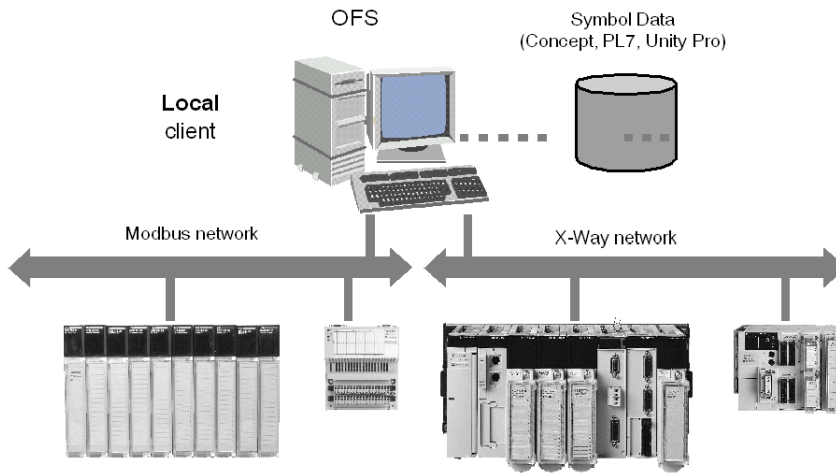 OFS
Symbol Data
(Concept, PL7, Unity Pro)
Local
client
Modbus network
X-Way network